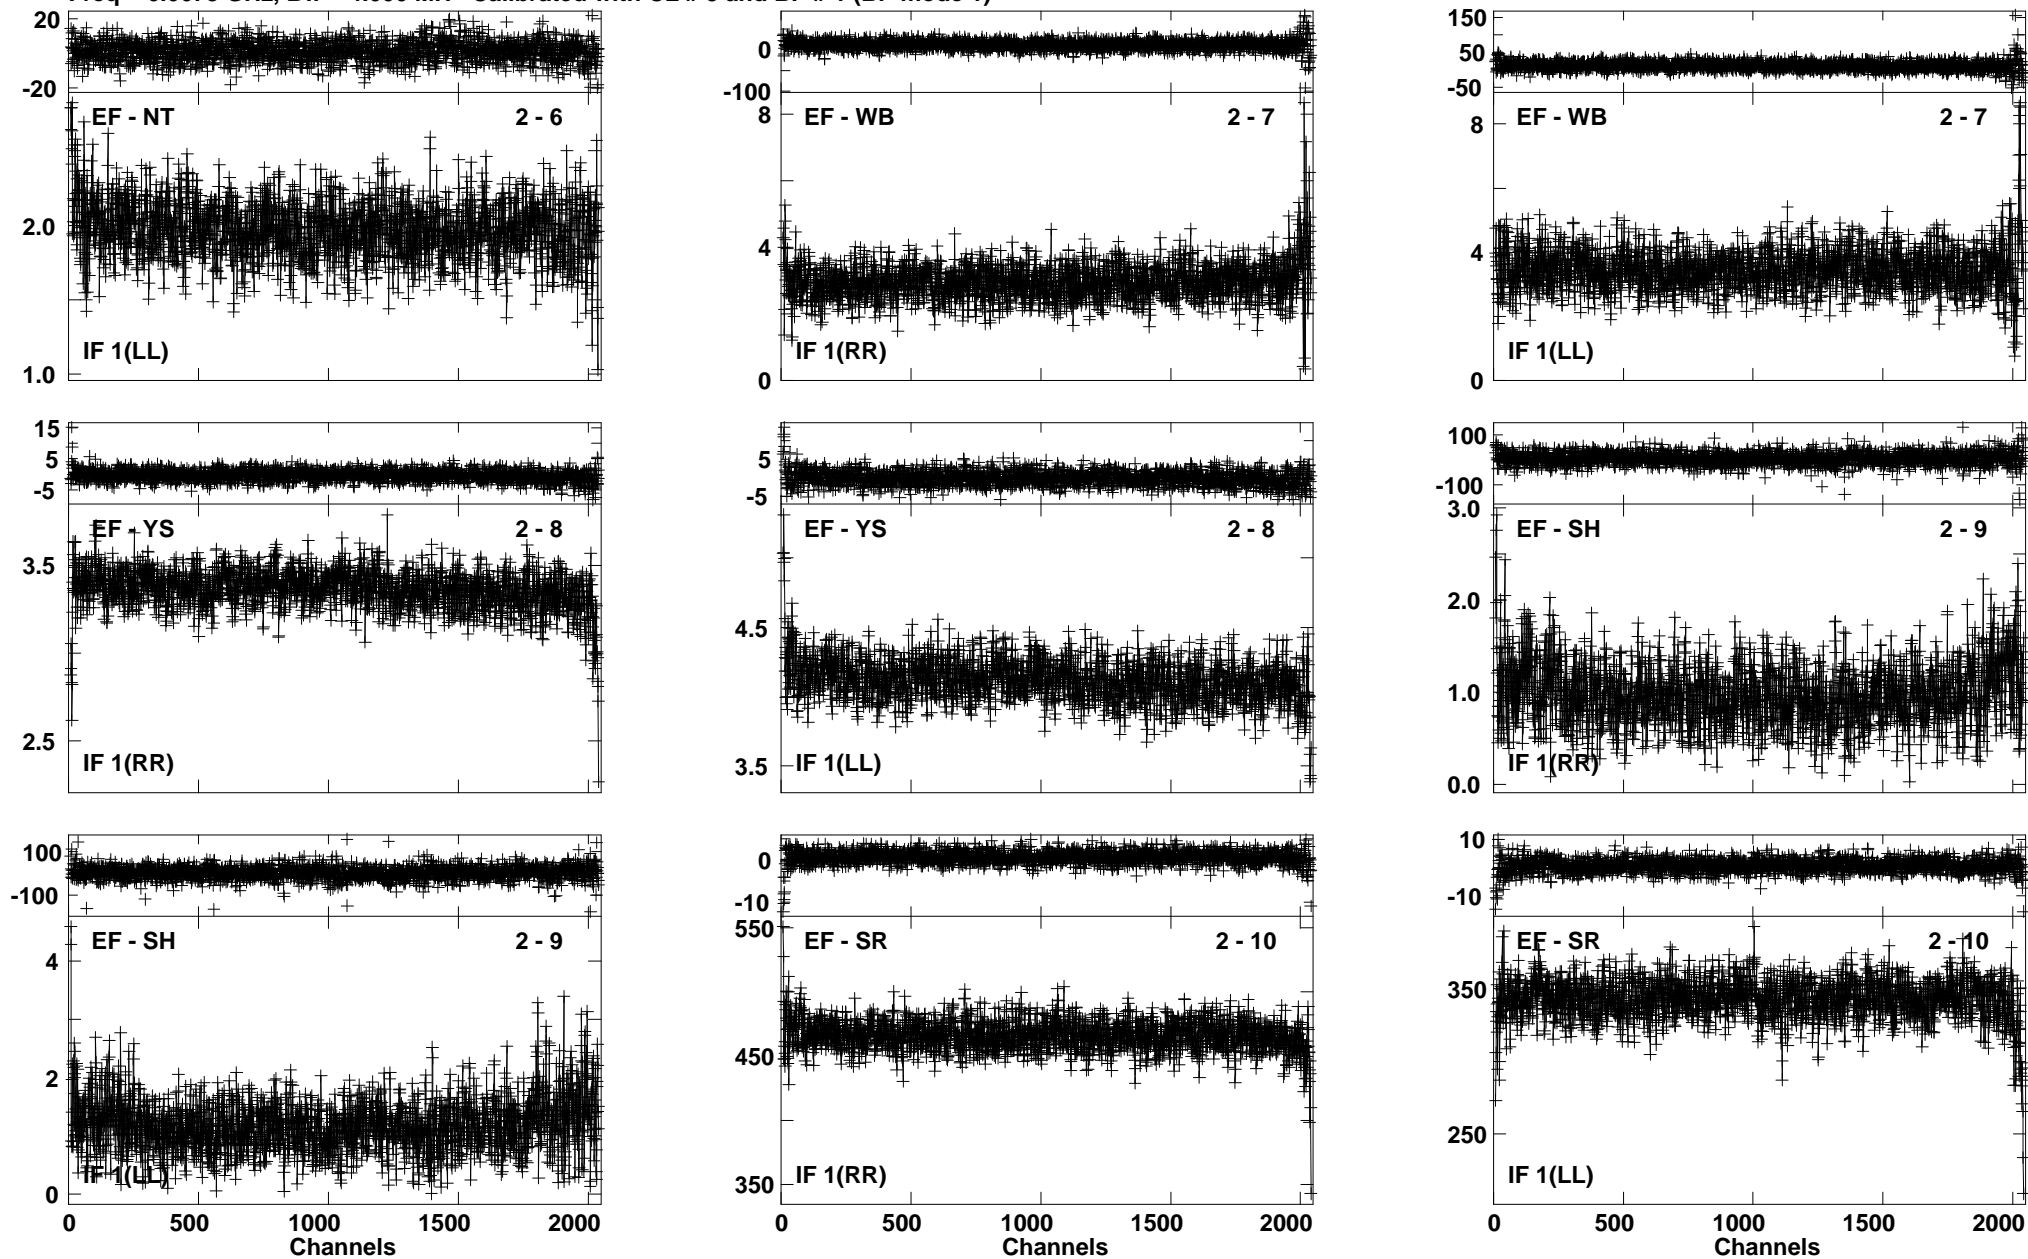 20
-20
EF - NT 2 - 6
2.0
1.0
IF 1(LL)
0
-100
EF - WB 2 - 7
8
4
0
IF 1(RR)
150
50
-50
EF - WB 2 - 7
8
4
0
IF 1(LL)
15
5
-5
EF - YS 2 - 8
3.5
2.5
IF 1(RR)
5
-5
EF - YS 2 - 8
4.5
3.5
IF 1(LL)
100
-100
EF - SH 2 - 9
3.0
2.0
1.0
0.0
IF 1(RR)
100
-100
EF - SH 2 - 9
4
2
0
IF 1(LL)
0 500 1000 1500 2000
Channels
0
-10
EF - SR 2 - 10
550
450
350
IF 1(RR)
0 500 1000 1500 2000
Channels
10
-10
EF - SR 2 - 10
350
250
IF 1(LL)
0 500 1000 1500 2000
Channels